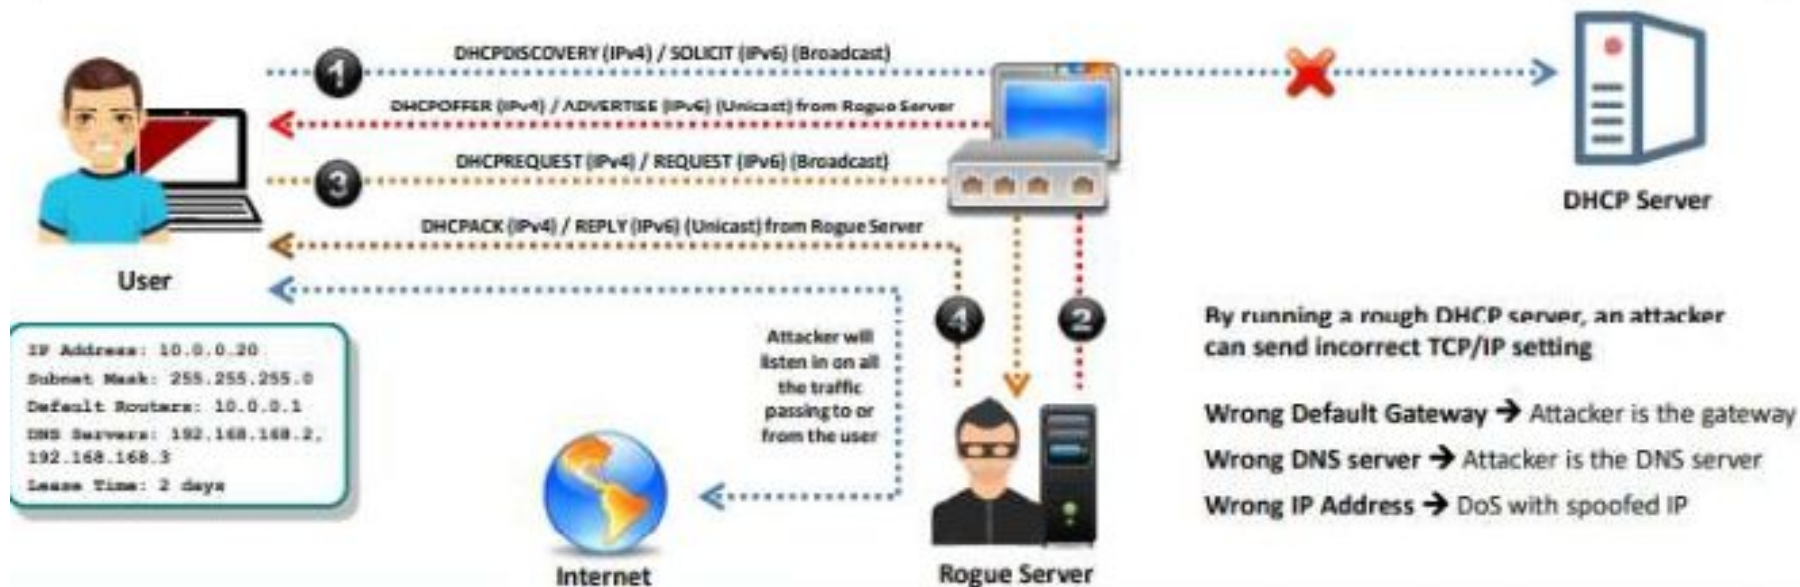 DHCPDISCOVERY (IPv4) / SOLICIT (IPv6) (Broadcast)
1
DHCPOFFER (IPv4) / ADVERTISE (IPv6) (Unicast) from Rogue Server
DHCPREQUEST (IPv4) / REQUEST (IPv6) (Broadcast)
3
DHCPACK (IPv4) / REPLY (IPv6) (Unicast) from Rogue Server
DHCP Server
User
IP Address: 10.0.0.20
Subnet Mask: 255.255.255.0
Default Routers: 10.0.0.1
DNS Servers: 192.168.168.2,
192.168.168.3
Lease Time: 2 days
Attacker will
listen in on all
the traffic
passing to or
from the user
4
2
Internet
Rogue Server
By running a rough DHCP server, an attacker
can send incorrect TCP/IP setting
Wrong Default Gateway → Attacker is the gateway
Wrong DNS server → Attacker is the DNS server
Wrong IP Address → DoS with spoofed IP